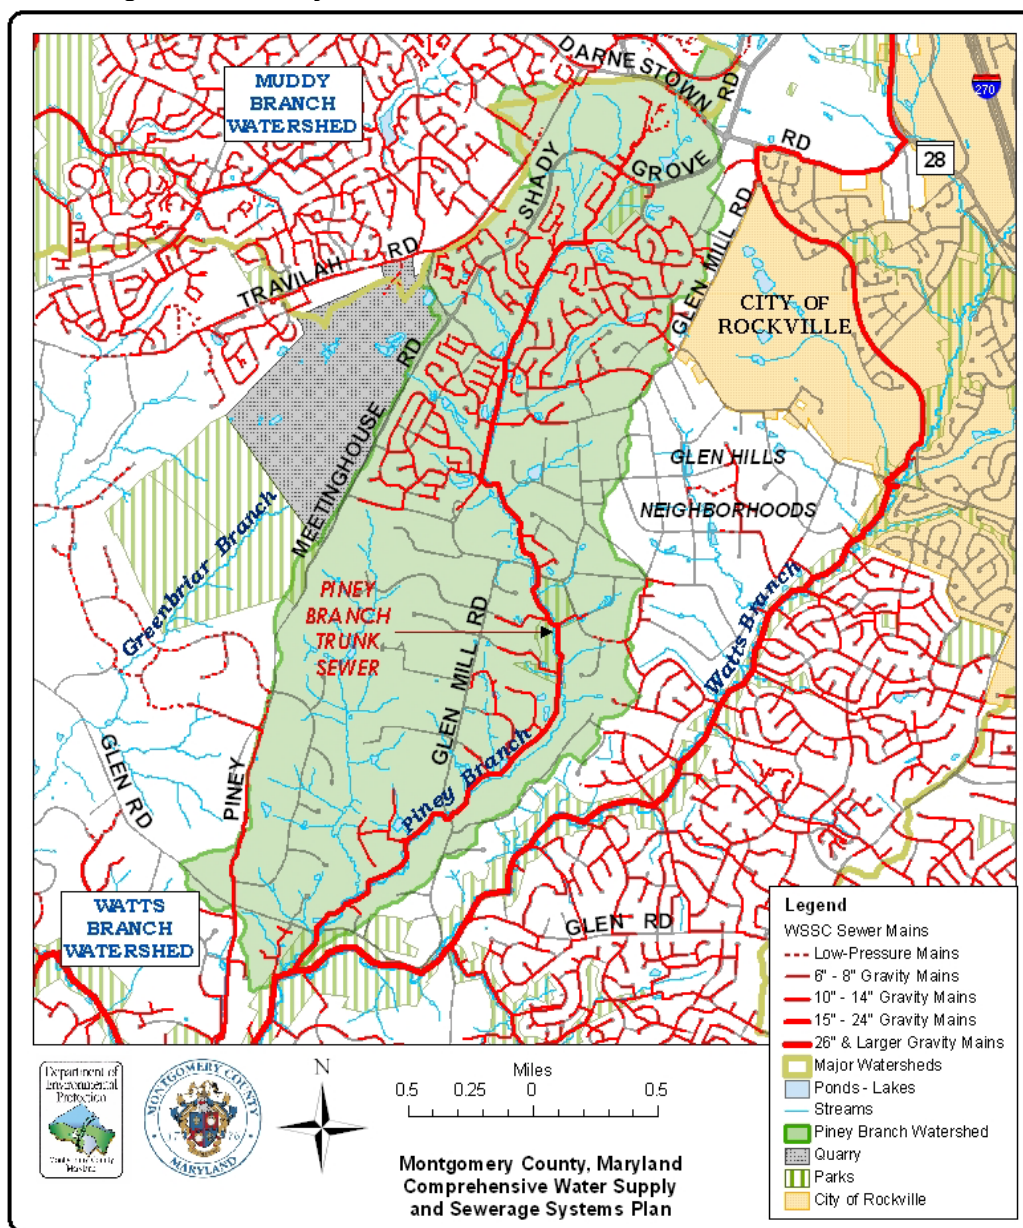 MUDDY
BRANCH
WATERSHED
DARNESTOWN
RD
270
RD
28
SHADY
GROVE
GLEN MILL RD
TRAVILAH RD
CITY OF
ROCKVILLE
MEETINGHOUSE RD
GLEN HILLS
NEIGHBORHOODS
Greenbriar Branch
PINEY
BRANCH
TRUNK
SEWER
GLEN MILL RD
Watts Branch
GLEN RD
PINEY
Piney Branch
WATTS
BRANCH
WATERSHED
GLEN RD
Legend
WSSC Sewer Mains
Low-Pressure Mains
6" - 8" Gravity Mains
10" - 14" Gravity Mains
15" - 24" Gravity Mains
26" & Larger Gravity Mains
Major Watersheds
Ponds - Lakes
Streams
Piney Branch Watershed
Quarry
Parks
City of Rockville
Department of
Environmental
Protection
MONTGOMERY COUNTY
MARYLAND
N
Miles
0.5 0.25 0 0.5
Montgomery County, Maryland
Comprehensive Water Supply
and Sewerage Systems Plan